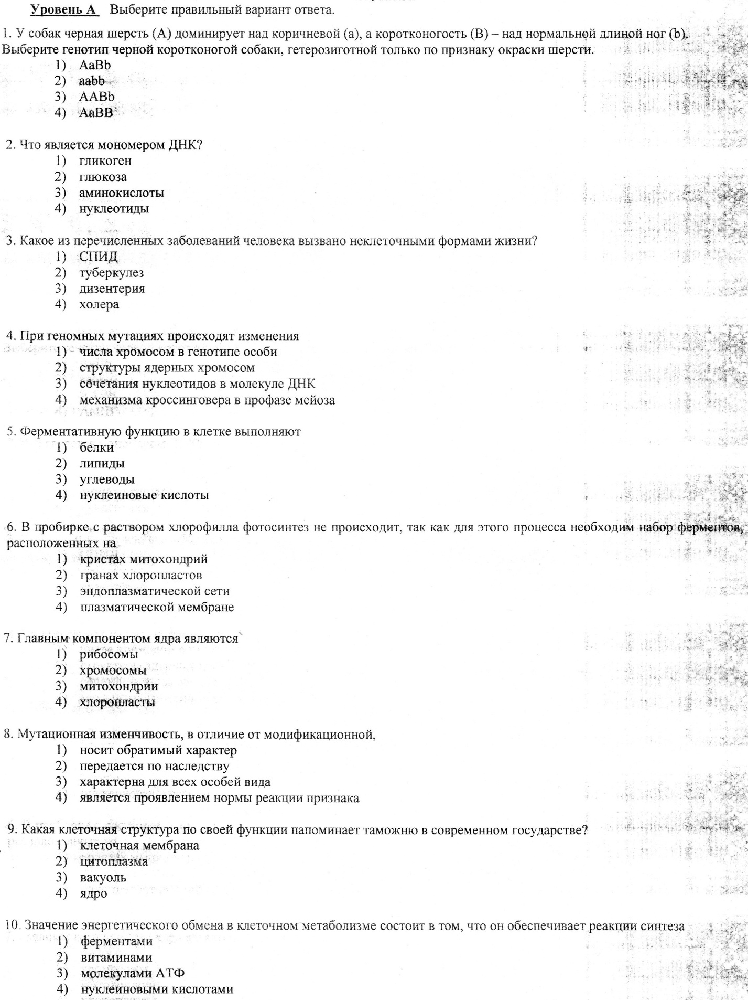 Уровень А Выберите правильный вариант ответа.
1. У собак черная шерсть (А) доминирует над коричневой (а), а коротконогость (В) – над нормальной длиной ног (b).
Выберите генотип черной коротконогой собаки, гетерозиготной только по признаку окраски шерсти.
1) АаВb
2) ааbb
3) ААВb
4) АаВВ
2. Что является мономером ДНК?
1) гликоген
2) глюкоза
3) аминокислоты
4) нуклеотиды
3. Какое из перечисленных заболеваний человека вызвано неклеточными формами жизни?
1) СПИД
2) туберкулез
3) дизентерия
4) холера
4. При геномных мутациях происходят изменения
1) числа хромосом в генотипе особи
2) структуры ядерных хромосом
3) сочетания нуклеотидов в молекуле ДНК
4) механизма кроссинговера в профазе мейоза
5. Ферментативную функцию в клетке выполняют
1) белки
2) липиды
3) углеводы
4) нуклеиновые кислоты
6. В пробирке с раствором хлорофилла фотосинтез не происходит, так как для этого процесса необходим набор ферментов,
расположенных на
1) кристах митохондрий
2) гранах хлоропластов
3) эндоплазматической сети
4) плазматической мембране
7. Главным компонентом ядра являются
1) рибосомы
2) хромосомы
3) митохондрии
4) хлоропласты
8. Мутационная изменчивость, в отличие от модификационной,
1) носит обратимый характер
2) передается по наследству
3) характерна для всех особей вида
4) является проявлением нормы реакции признака
9. Какая клеточная структура по своей функции напоминает таможню в современном государстве?
1) клеточная мембрана
2) цитоплазма
3) вакуоль
4) ядро
10. Значение энергетического обмена в клеточном метаболизме состоит в том, что он обеспечивает реакции синтеза
1) ферментами
2) витаминами
3) молекулами АТФ
4) нуклеиновыми кислотами